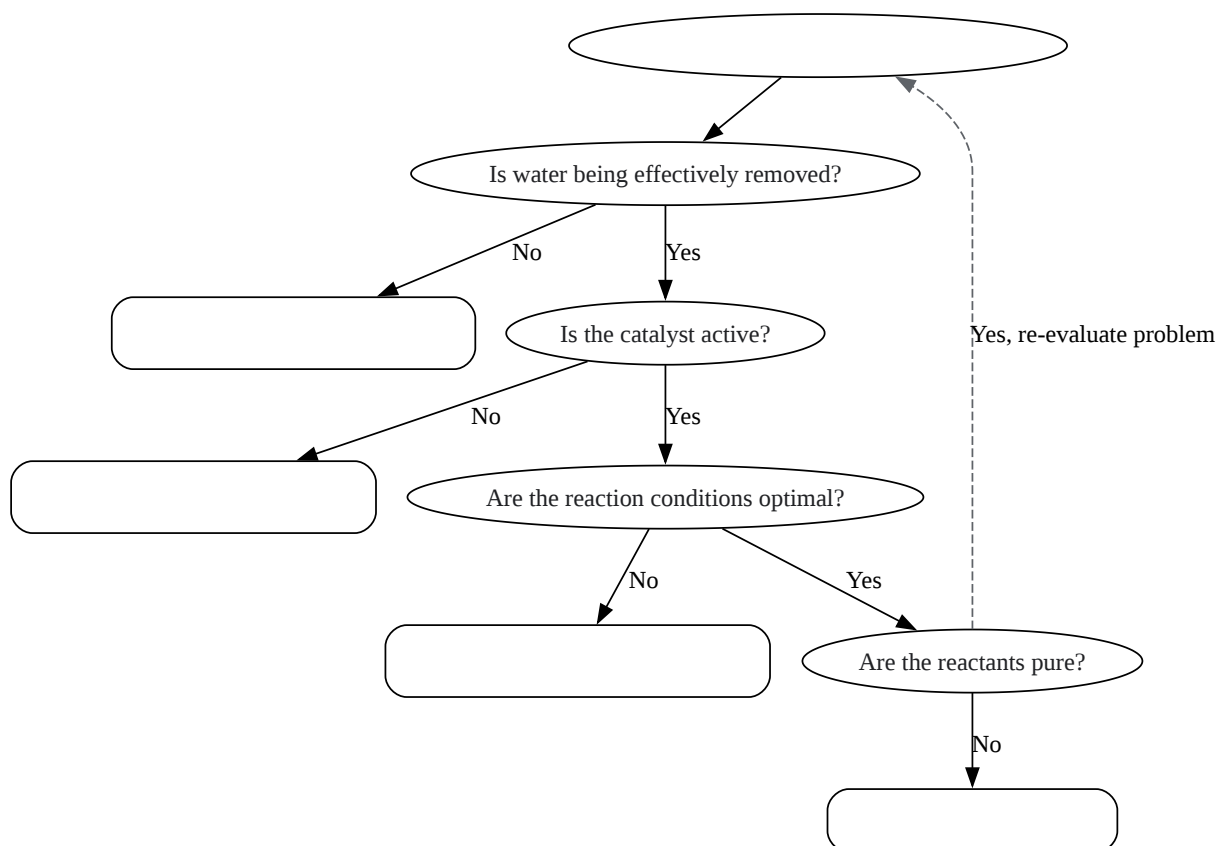 Is water being effectively removed?
No
Yes
Is the catalyst active?
Yes, re-evaluate problem
No
Yes
Are the reaction conditions optimal?
No
Yes
Are the reactants pure?
No